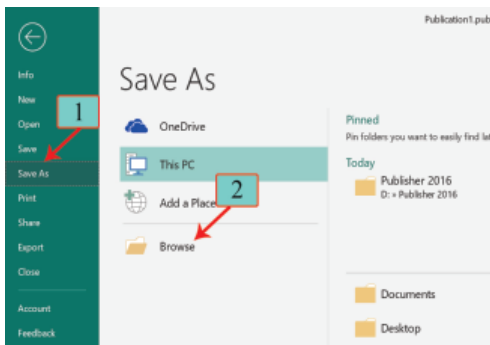 Publication1.pub
Info
New
Open
Save
Save As
Print
Share
Export
Close
Account
Feedback
1
Save As
OneDrive
This PC
Add a Place
2
Browse
Pinned
Pin folders you want to easily find
Today
Publisher 2016
D: » Publisher 2016
Documents
Desktop